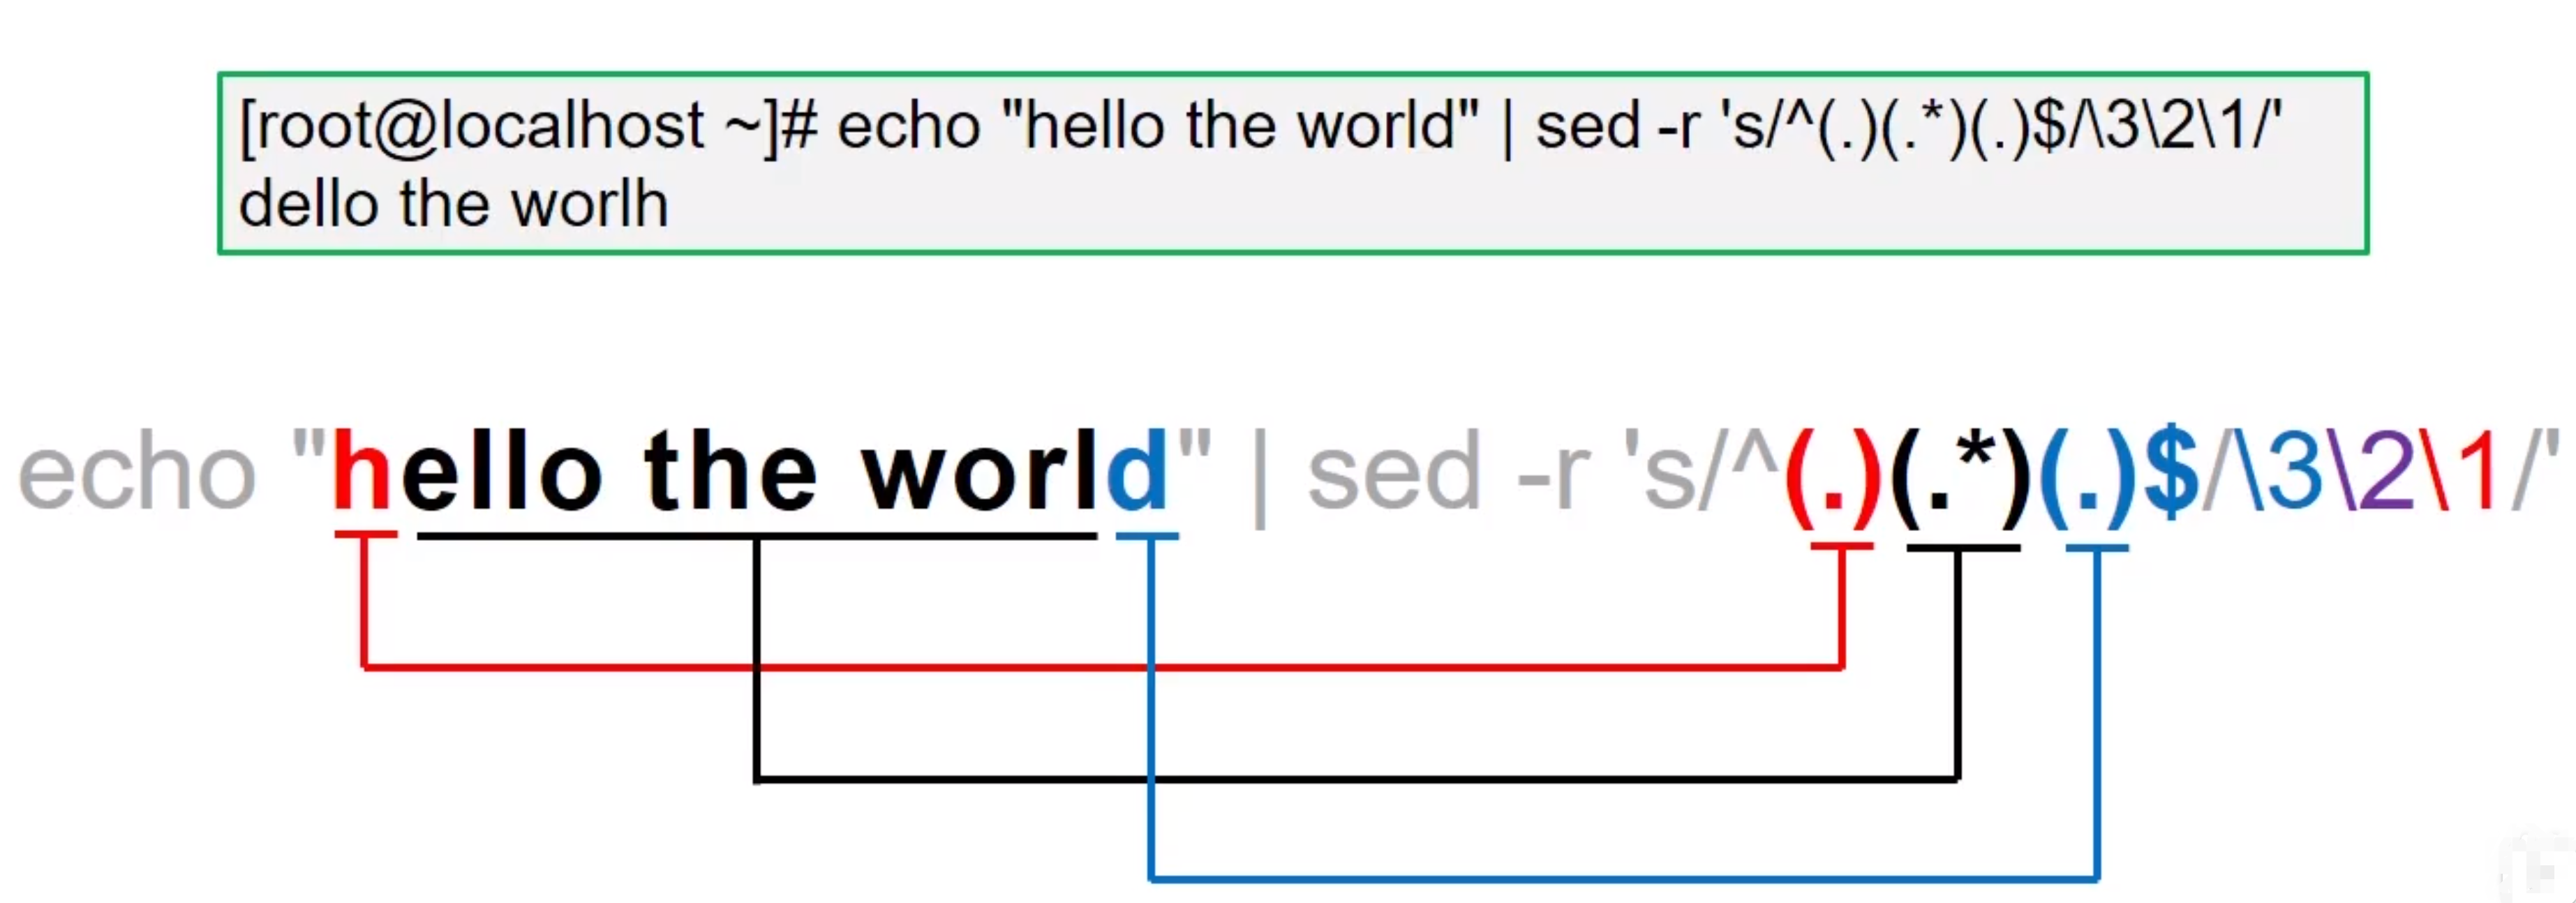 [root@localhost ~]# echo "hello the world" | sed -r 's/^(.)(.*)(.)$/\3\2\1/'
dello the worlh
echo "hello the world" | sed -r 's/^(.)(.*)(.)$/\3\2\1/'